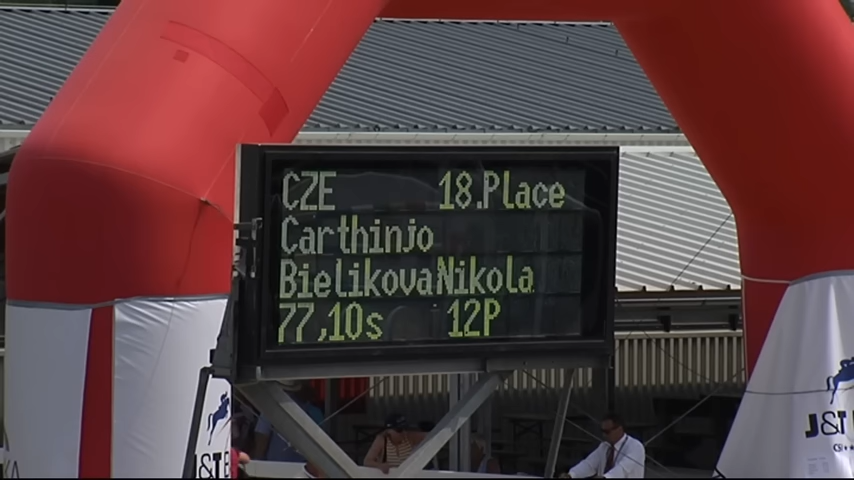 CZE 18.Place
Carthinjo
BielikovaNikola
77,10s 12P
J&T B
J&T